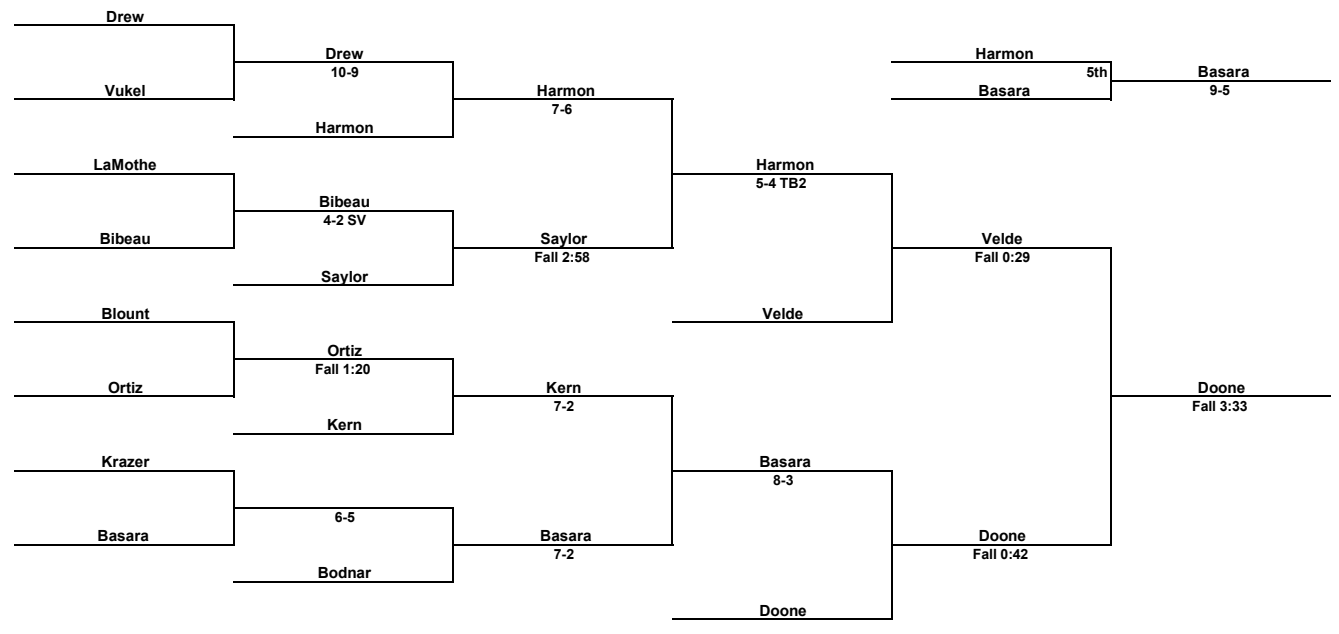 Drew
Drew
10-9
Vukel
Harmon
7-6
Harmon
LaMothe
Harmon
5-4 TB2
Bibeau
4-2 SV
Bibeau
Saylor
Fall 2:58
Saylor
Velde
Fall 0:29
Blount
Velde
Ortiz
Fall 1:20
Ortiz
Kern
7-2
Kern
Doone
Fall 3:33
Krazer
Basara
8-3
6-5
Basara
Basara
7-2
Bodnar
Doone
Fall 0:42
Doone
Harmon
5th
Basara
Basara
9-5